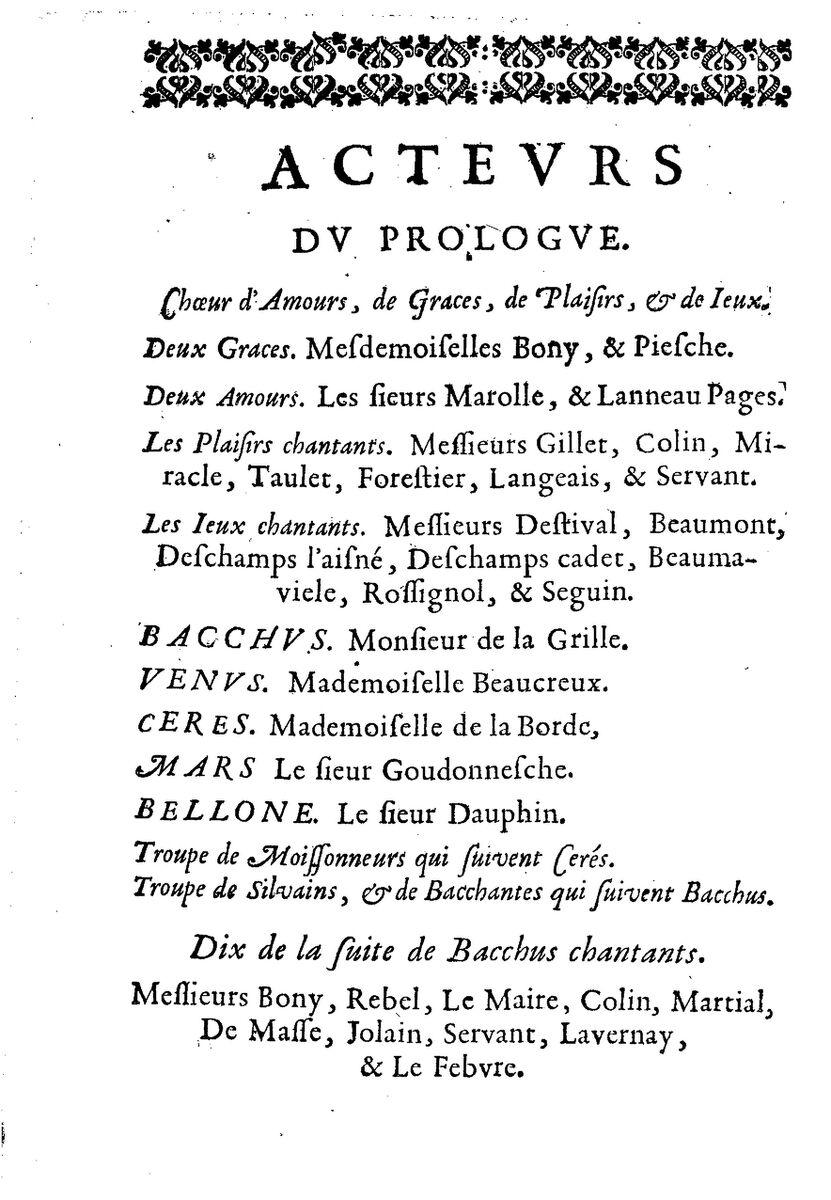 ACTEVRS
DV PROLOGVE.
Chœur d'Amours, de Graces, de Plaiſirs, & de Ieux.
Deux Graces. Meſdemoiſelles Bony, & Pieſche.
Deux Amours. Les ſieurs Marolle, & Lanneau Pages.
Les Plaiſirs chantants. Meſſieurs Gillet, Colin, Mi-
racle, Taulet, Foreſtier, Langeais, & Servant.
Les Ieux chantants. Meſſieurs Deſtival, Beaumont,
Deſchamps l'aiſné, Deſchamps cadet, Beauma-
viele, Roſſignol, & Seguin.
BACCHVS. Monſieur de la Grille.
VENVS. Mademoiſelle Beaucreux.
CERES. Mademoiſelle de la Borde,
MARS Le ſieur Goudonneſche.
BELLONE. Le ſieur Dauphin.
Troupe de Moiſſonneurs qui ſuivent Cerés.
Troupe de Silvains, & de Bacchantes qui ſuivent Bacchus.
Dix de la ſuite de Bacchus chantants.
Meſſieurs Bony, Rebel, Le Maire, Colin, Martial,
De Maſſe, Jolain, Servant, Lavernay,
& Le Febvre.